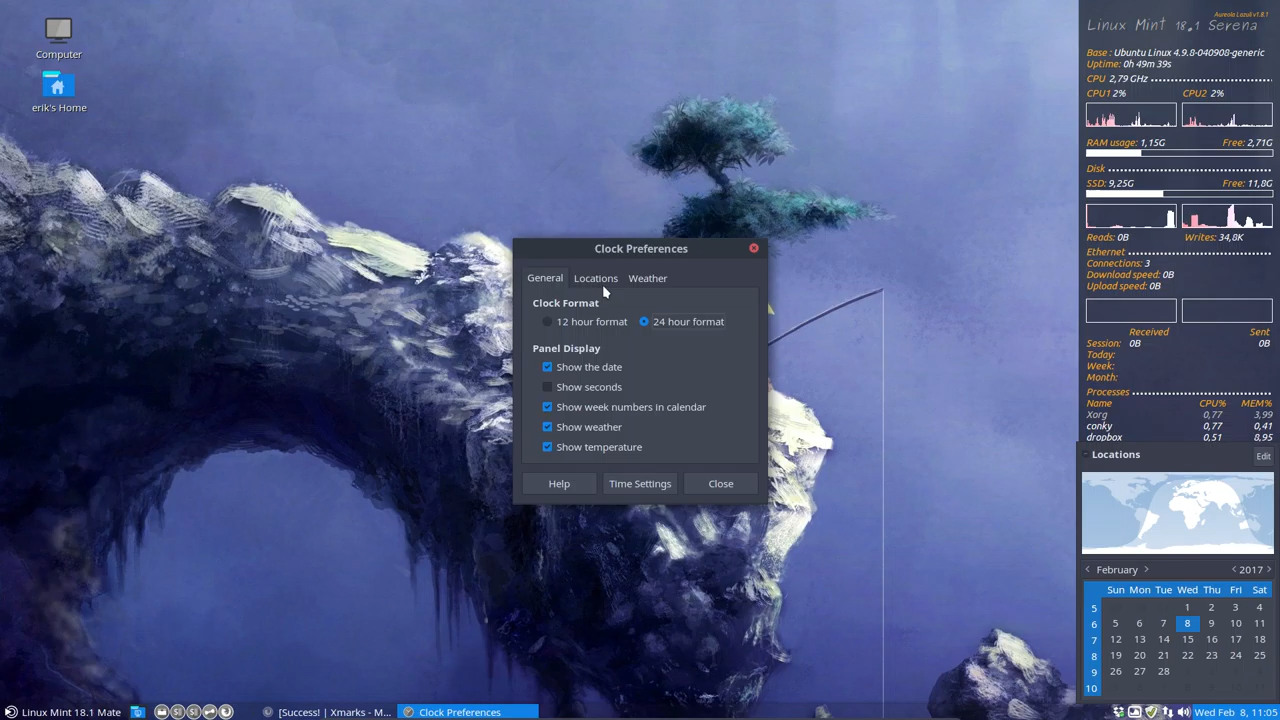 Computer
erik's Home
Clock Preferences
General Locations Weather
Clock Format
12 hour format 24 hour format
Panel Display
Show the date
Show seconds
Show week numbers in calendar
Show weather
Show temperature
Help Time Settings Close
Aureola Lazuli v1.8.1
Linux Mint 18.1 Serena
Base : Ubuntu Linux 4.9.8-040908-generic
Uptime: 0h 49m 39s
CPU 2,79 GHz
CPU1 2% CPU2 2%
RAM usage: 1,15G Free: 2,71G
Disk
SSD: 9,25G Free: 11,8G
Reads: 0B Writes: 34,8K
Ethernet
Connections: 3
Download speed: 0B
Upload speed: 0B
Received Sent
Session: 0B 0B
Today:
Week:
Month:
Processes
Name CPU% MEM%
Xorg 0,77 3,99
conky 0,77 0,41
dropbox 0,51 8,95
Locations Edit
February 2017
Sun Mon Tue Wed Thu Fri Sat
5 1 2 3 4
6 5 6 7 8 9 10 11
7 12 13 14 15 16 17 18
8 19 20 21 22 23 24 25
9 26 27 28
10
Linux Mint 18.1 Mate [Success! | Xmarks - M... Clock Preferences Wed Feb 8, 11:05